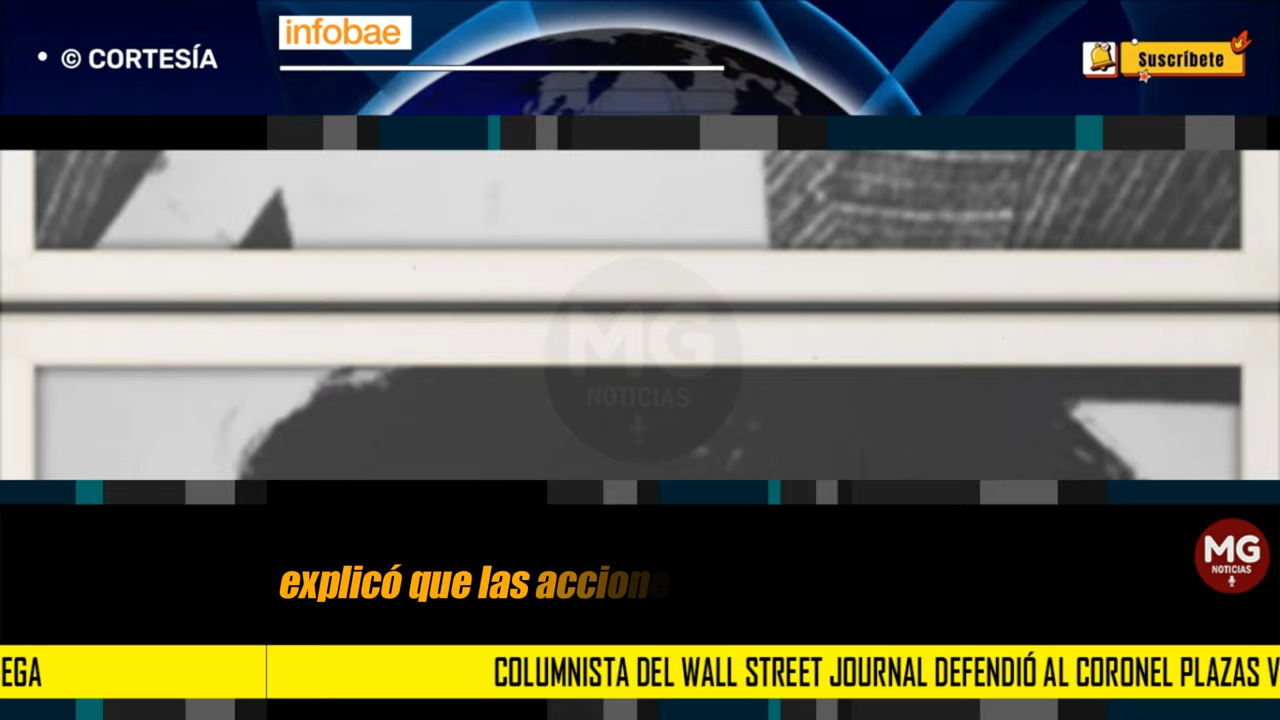 infobae
• © CORTESÍA
Suscríbete
MG
NOTICIAS
explicó que las accion
MG
NOTICIAS
EGA
COLUMNISTA DEL WALL STREET JOURNAL DEFENDIÓ AL CORONEL PLAZAS V